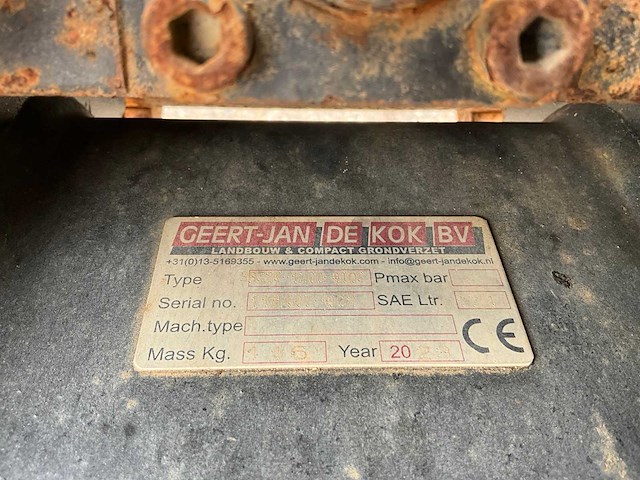 GEERT-JAN DE KOK BV
LANDBOUW & COMPACT GRONDVERZET
+31(0)13-5169355 - www.geert-jandekok.com - info@geert-jandekok.nl
Type Pmax bar
Serial no. SAE Ltr.
Mach.type
Mass Kg. Year 20
CE